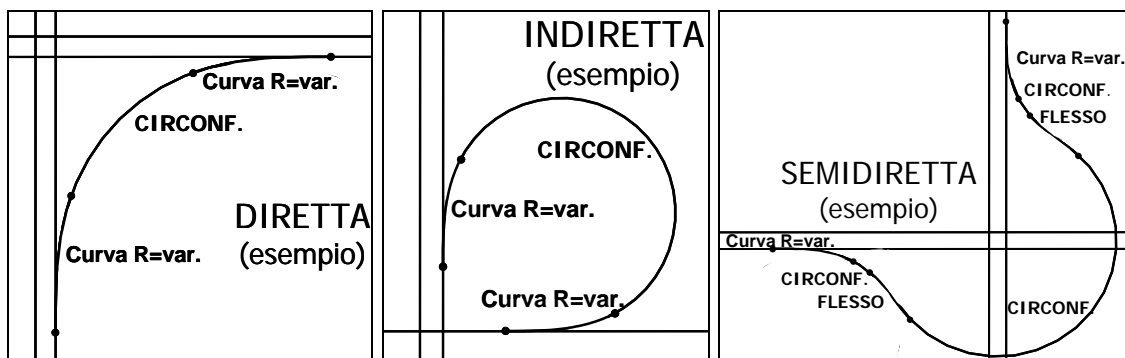 Curva R=var.
CIRCONF.
DIRETTA
Curva R=var.
(esempio)
INDIRETTA
(esempio)
CIRCONF.
Curva R=var.
Curva R=var.
Curva R=var.
CIRCONF.
FLESSO
SEMIDIRETTA
(esempio)
Curva R=var.
CIRCONF.
FLESSO
CIRCONF.